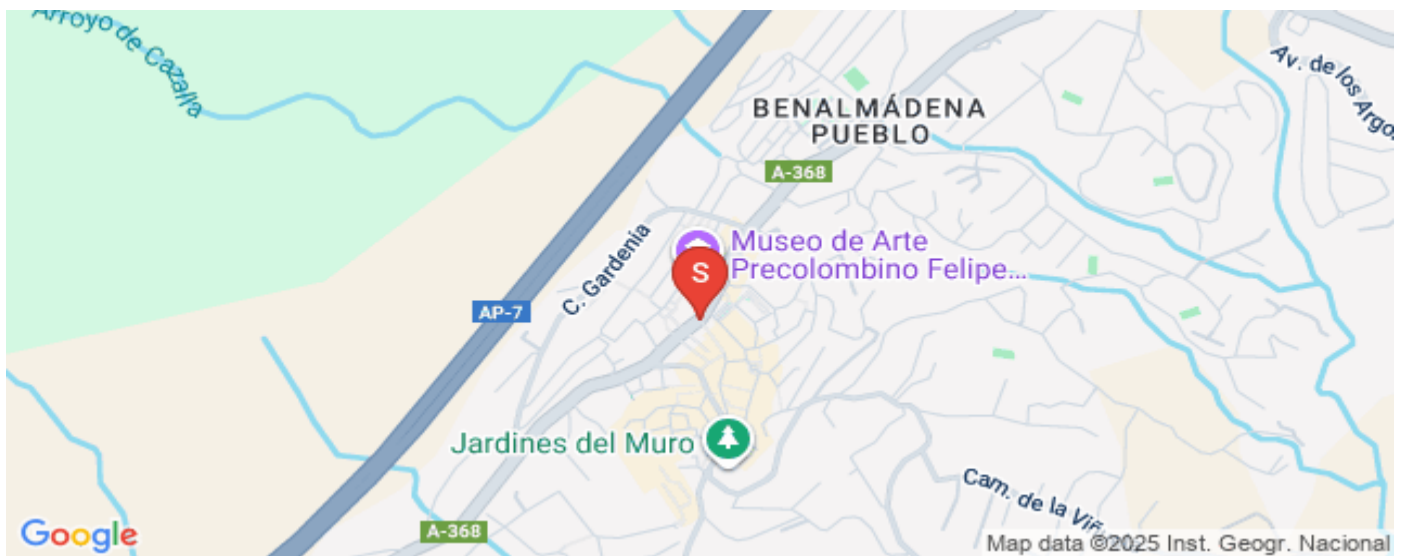 Arroyo de Cazalla
BENALMÁDENA
PUEBLO
Av. de los Argo
A-368
Museo de Arte
Precolombino Felipe...
C. Gardenia
S
AP-7
Jardines del Muro
Cam. de la Viñ
A-368
Google
Map data ©2025 Inst. Geogr. Nacional